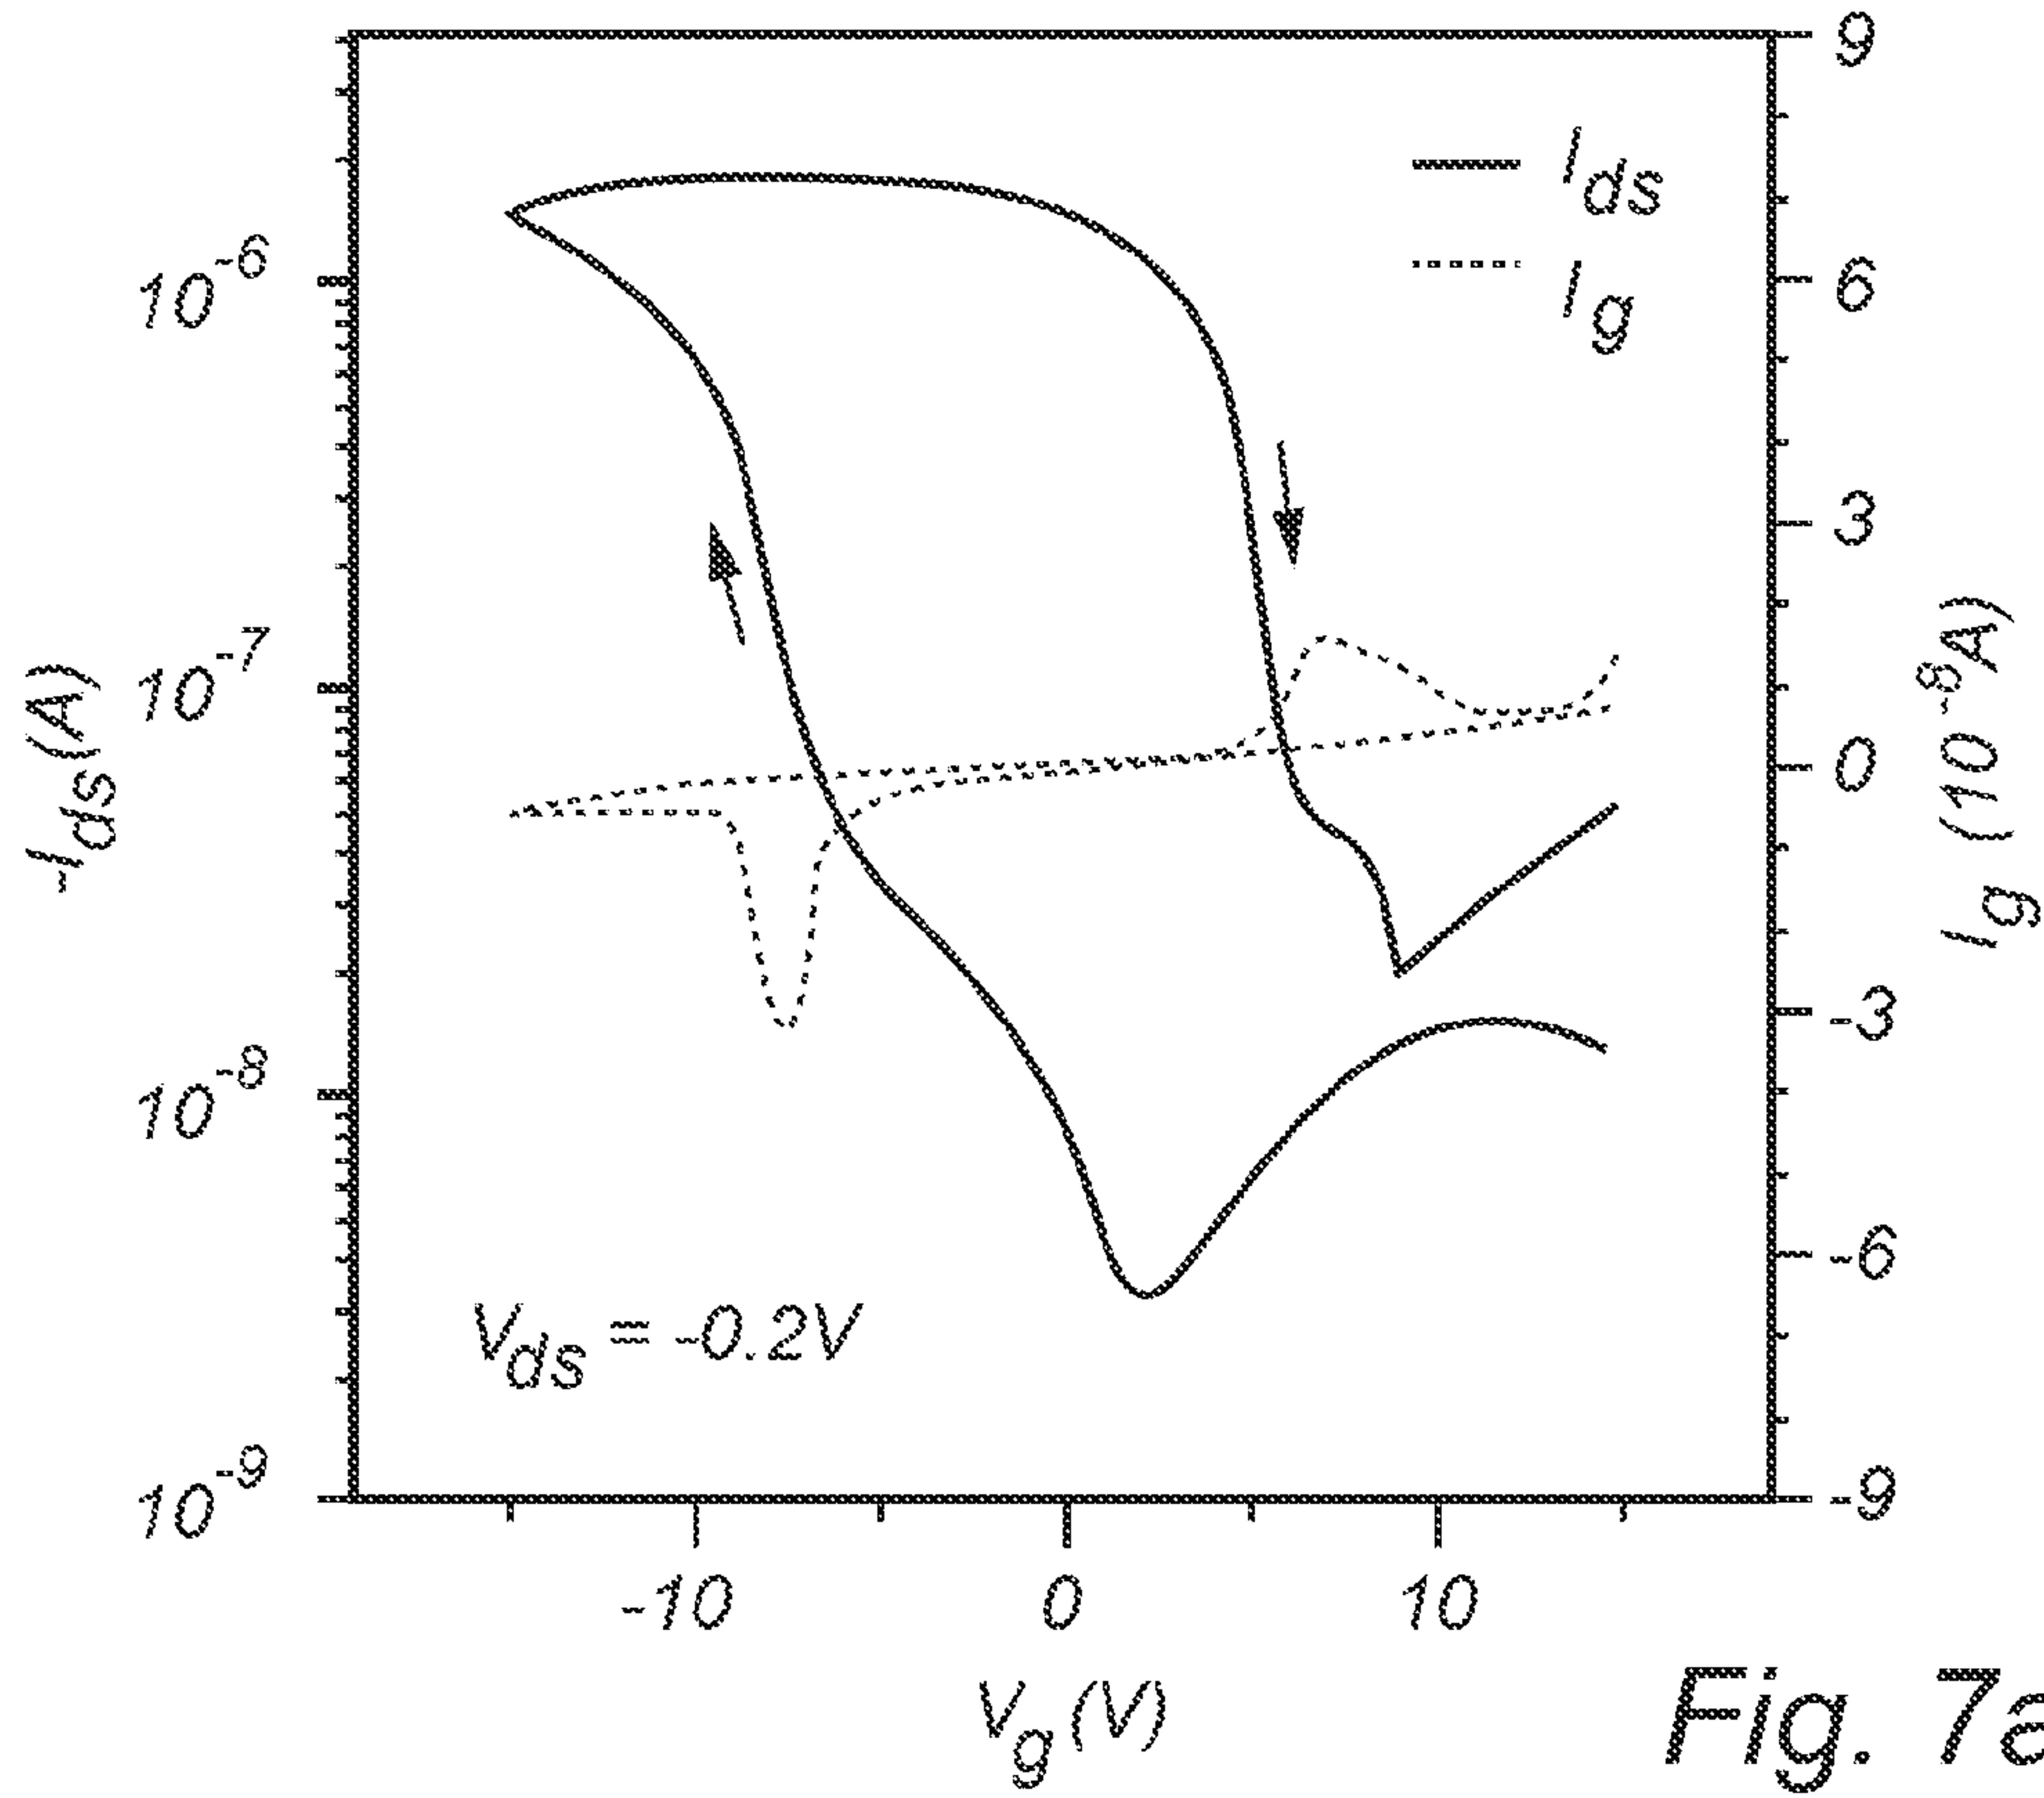 9
I_ds
I_g
10^-6
6
3
10^-7
-I_ds(A)
0
I_g (10^-8 A)
-3
10^-8
-6
V_ds = -0.2V
10^-9
-9
-10 0 10
V_g(V)
Fig. 7a